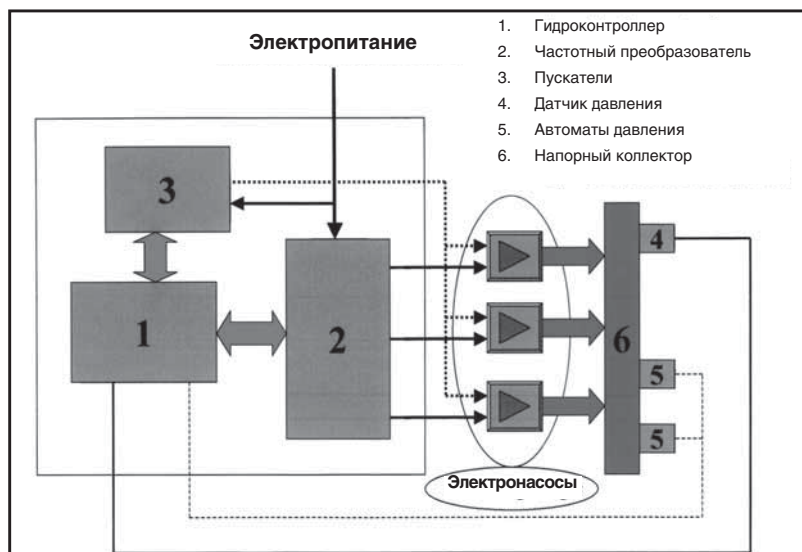 Электропитание
1. Гидроконтроллер
2. Частотный преобразователь
3. Пускатели
4. Датчик давления
5. Автоматы давления
6. Напорный коллектор
3
4
1
2
6
5
5
Электронасосы